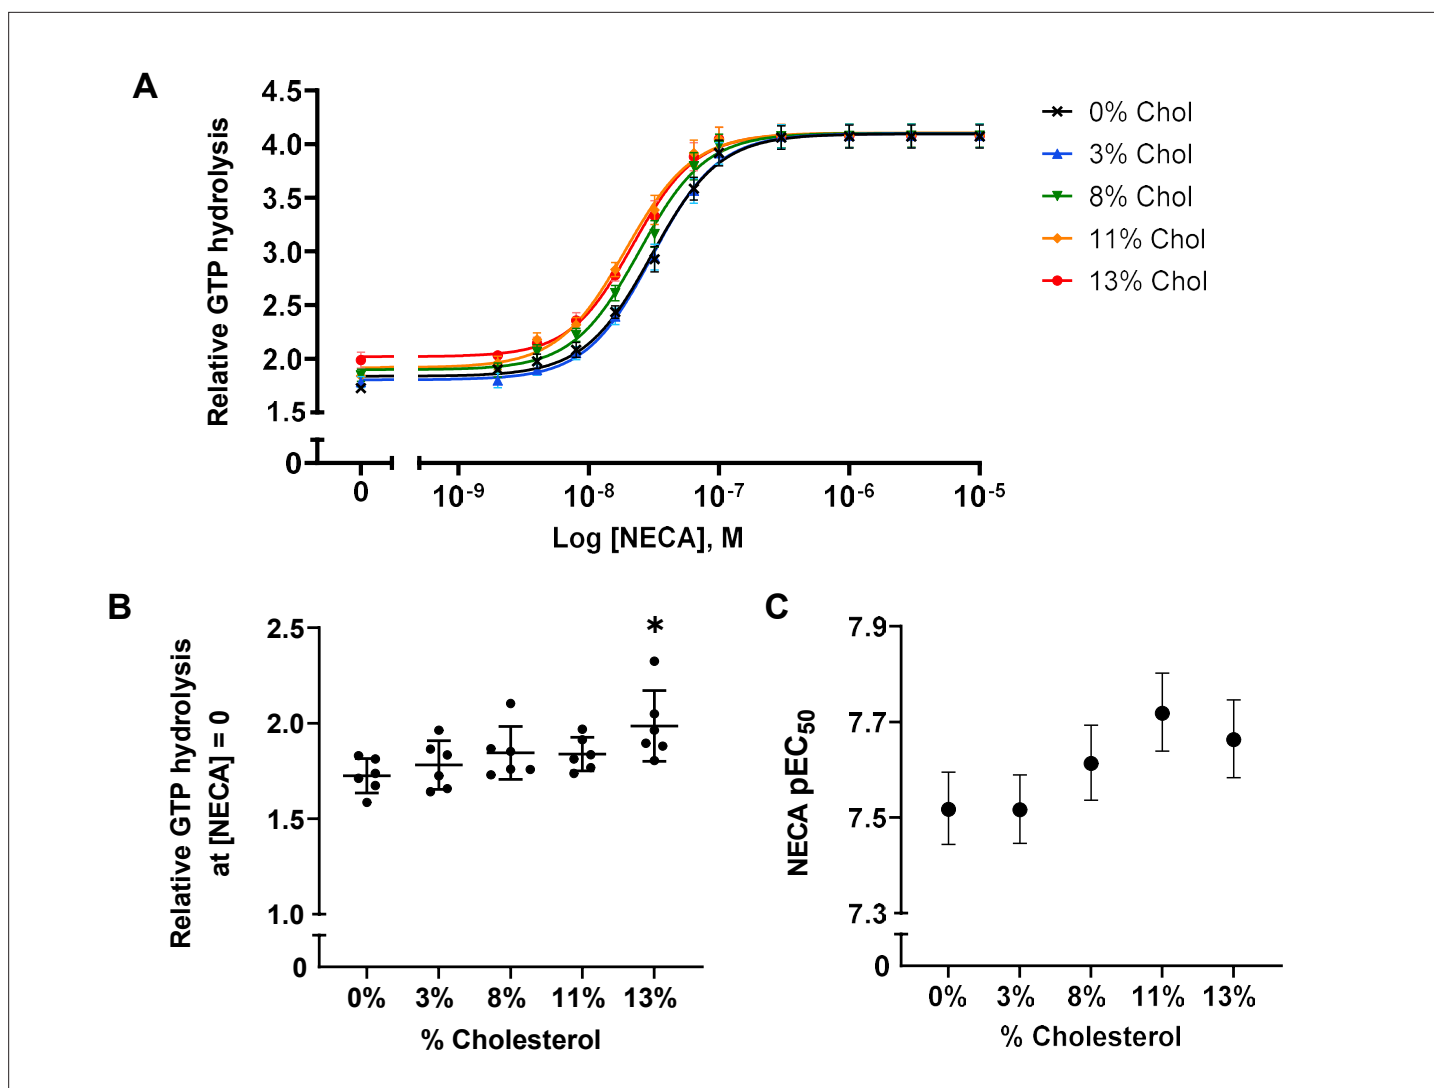 A
Relative GTP hydrolysis
4.5
4.0
3.5
3.0
2.5
2.0
1.5
0
0
10⁻⁹
10⁻⁸
10⁻⁷
10⁻⁶
10⁻⁵
Log [NECA], M
0% Chol
3% Chol
8% Chol
11% Chol
13% Chol
B
Relative GTP hydrolysis
at [NECA] = 0
2.5
2.0
1.5
1.0
0
*
0%
3%
8%
11%
13%
% Cholesterol
C
NECA pEC₅₀
7.9
7.7
7.5
7.3
0
0%
3%
8%
11%
13%
% Cholesterol